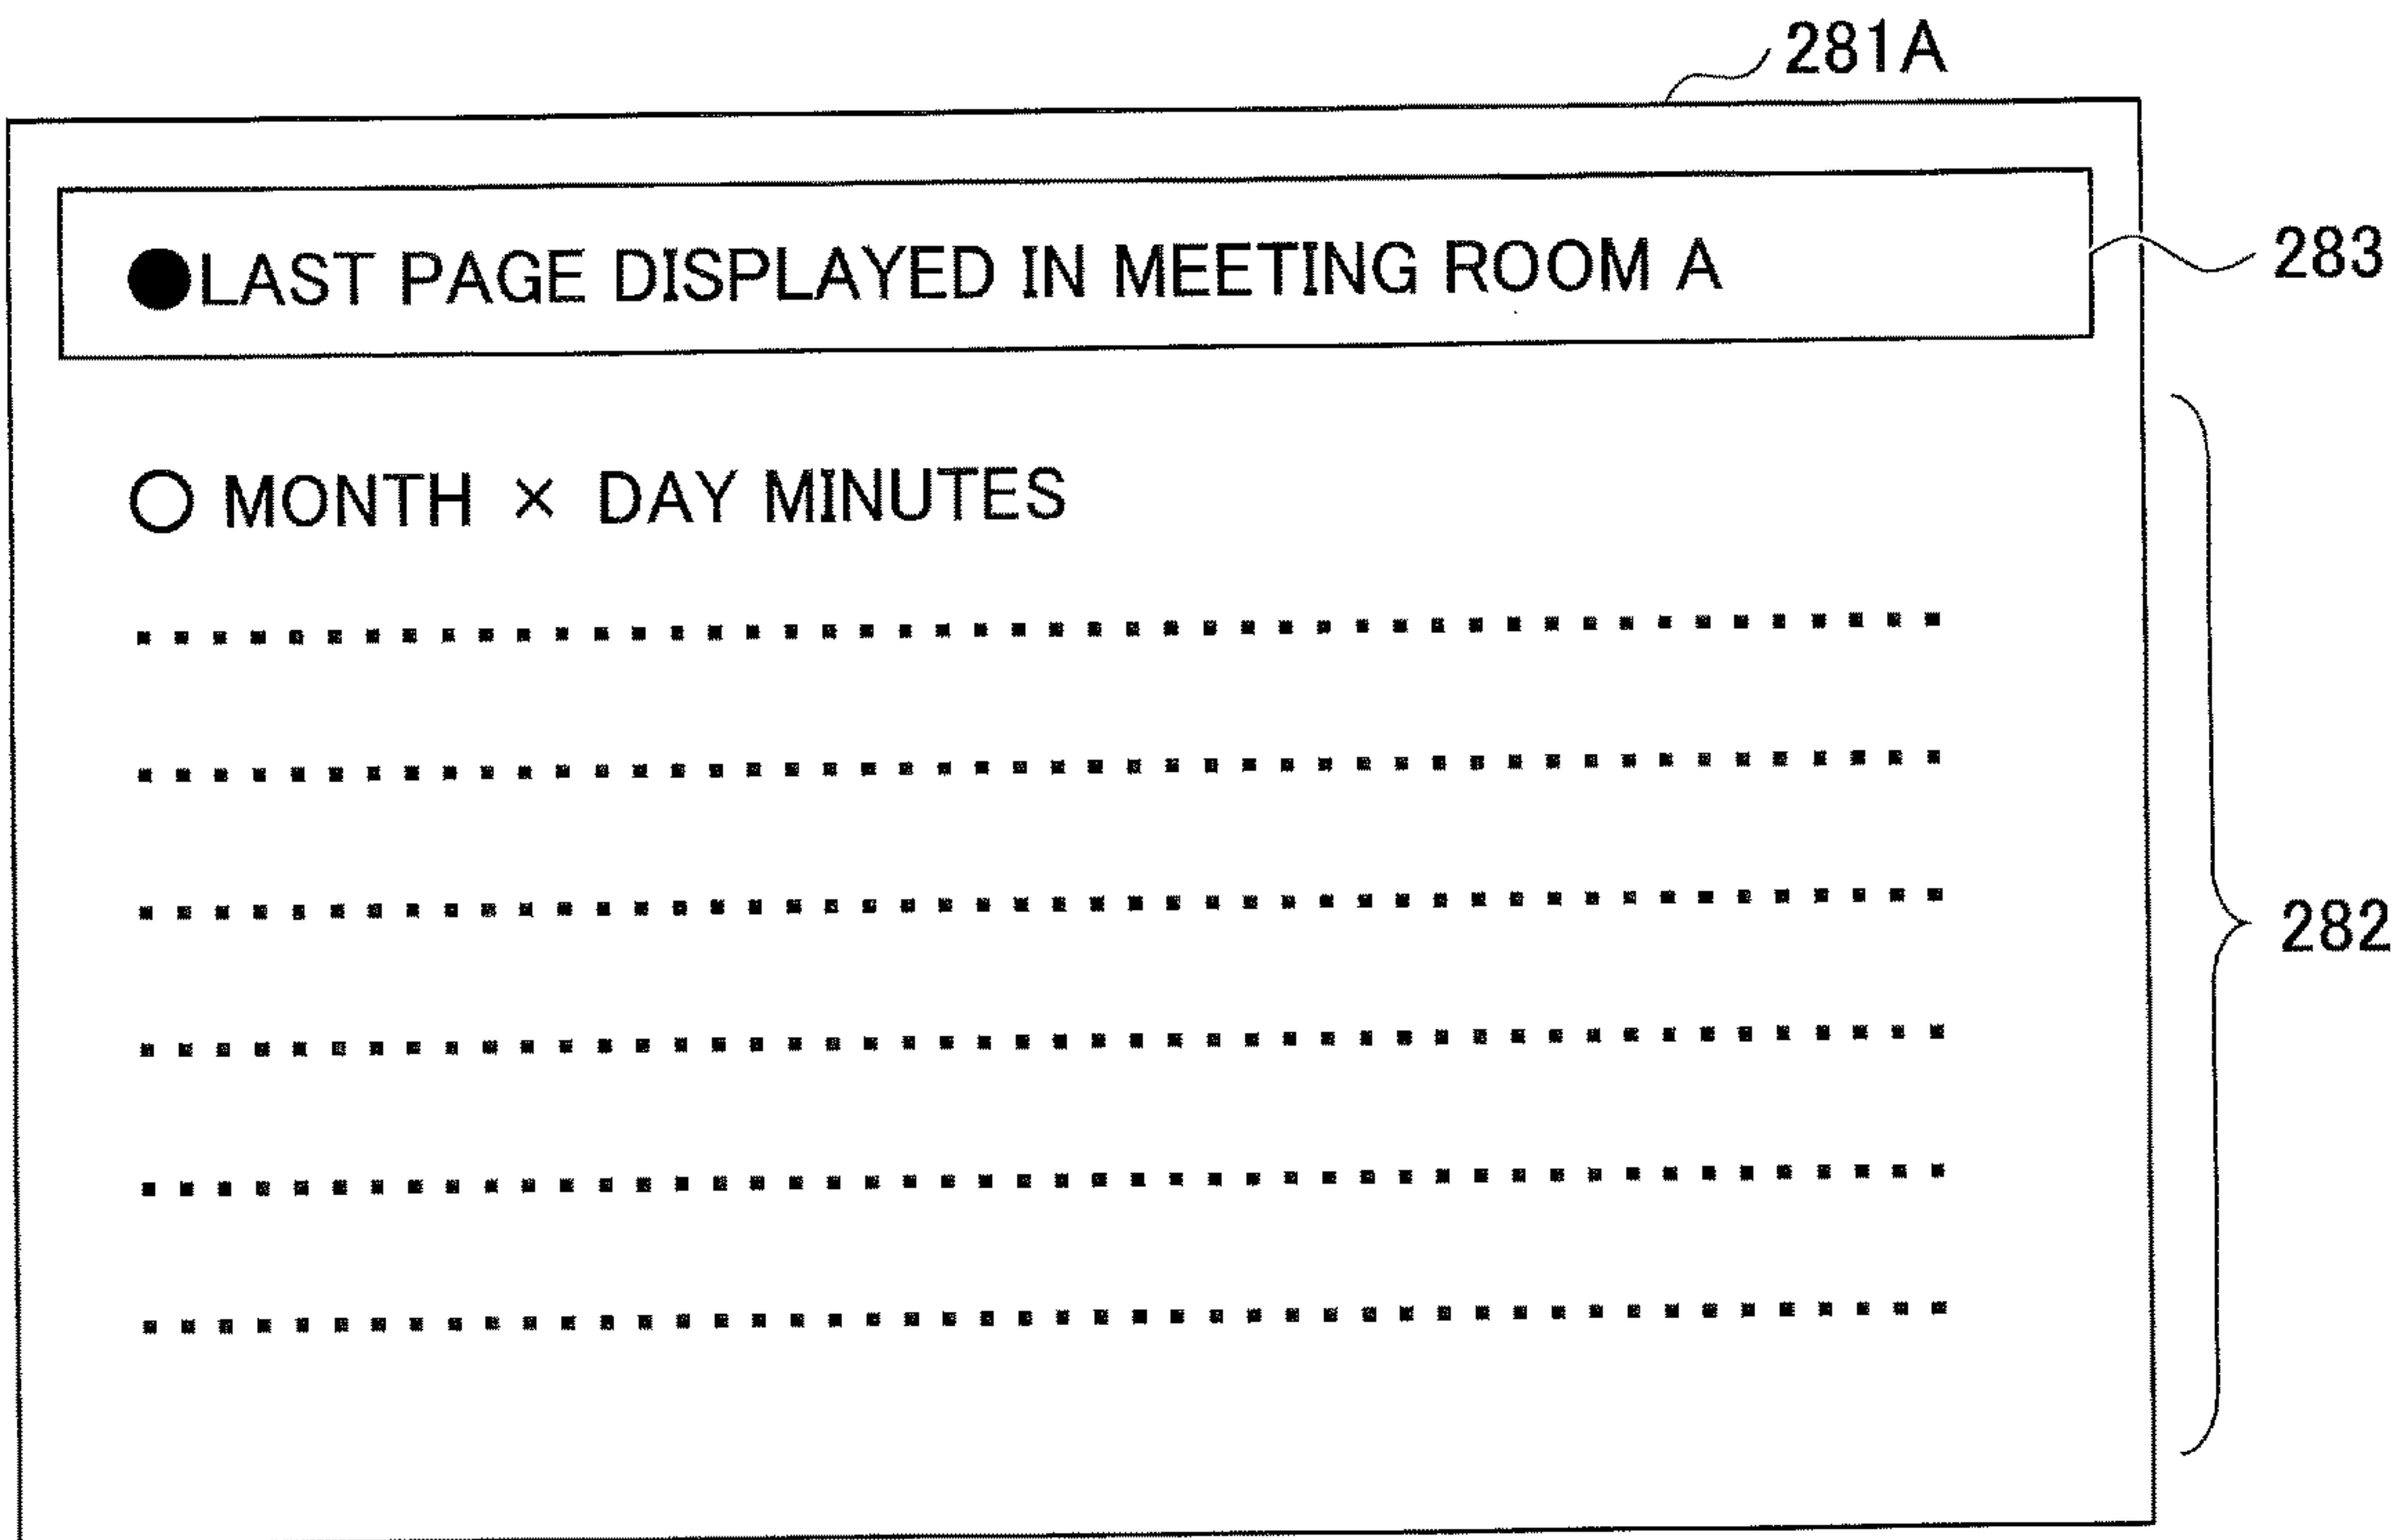 281A
●LAST PAGE DISPLAYED IN MEETING ROOM A
283
○ MONTH × DAY MINUTES
282